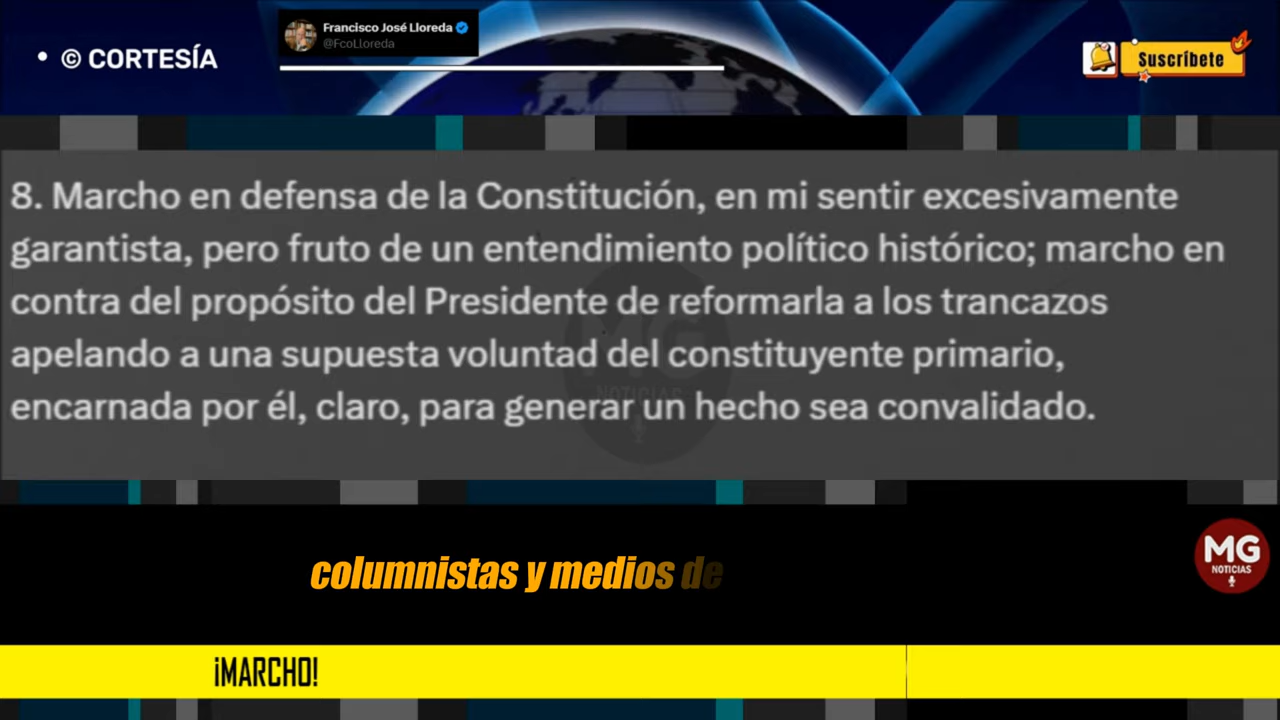 • © CORTESÍA
Francisco José Lloreda
@FcoLloreda
Suscríbete
8. Marcho en defensa de la Constitución, en mi sentir excesivamente
garantista, pero fruto de un entendimiento político histórico; marcho en
contra del propósito del Presidente de reformarla a los trancazos
apelando a una supuesta voluntad del constituyente primario,
encarnada por él, claro, para generar un hecho sea convalidado.
MG
NOTICIAS
columnistas y medios de
MG
NOTICIAS
¡MARCHO!